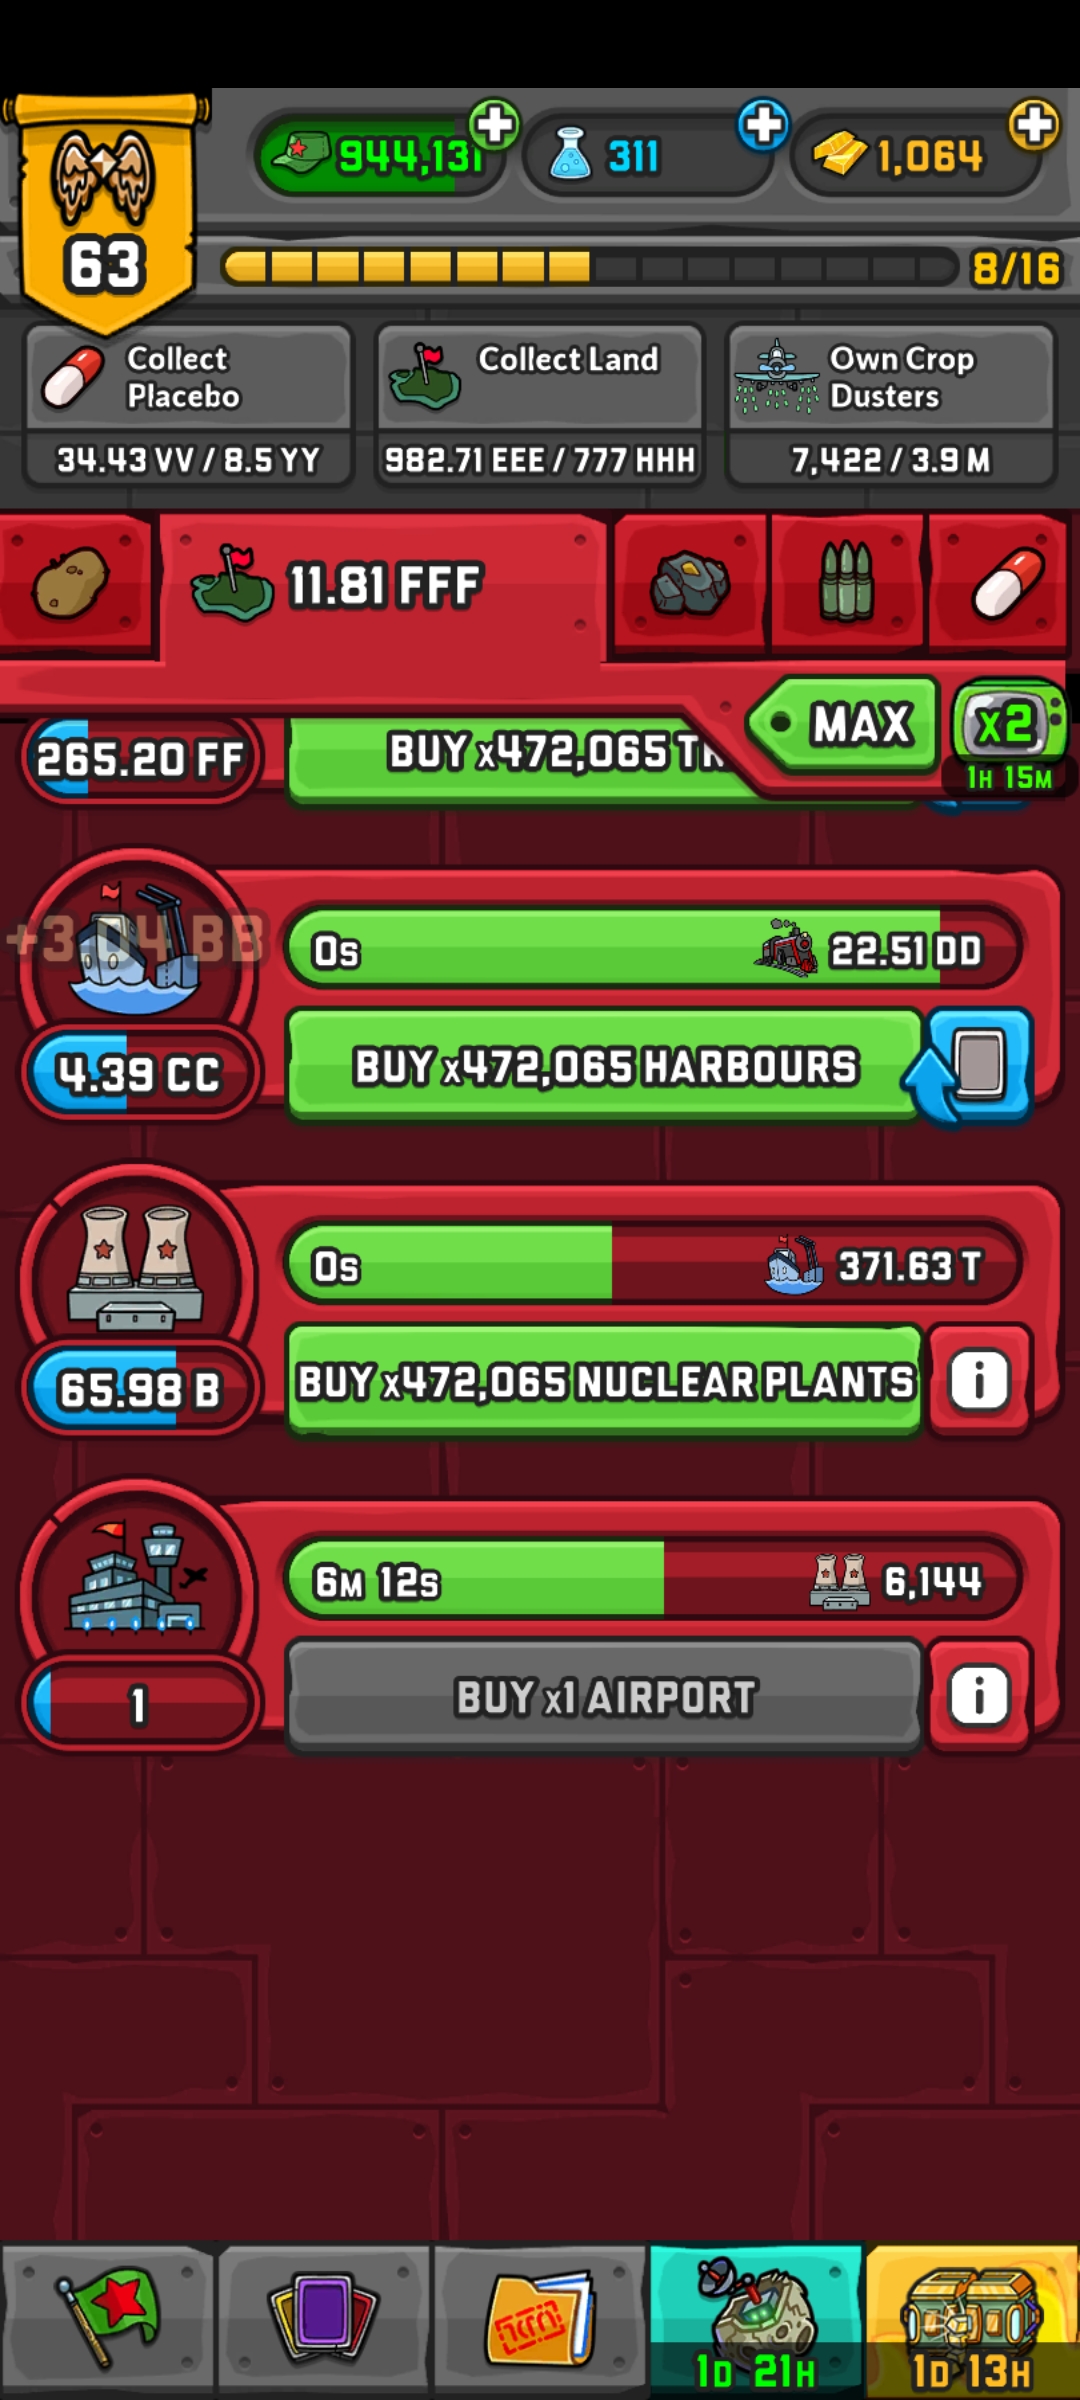 944,131
311
1,064
63
8/16
Collect
Placebo
34.43 VV / 8.5 YY
Collect Land
982.71 EEE / 777 HHH
Own Crop
Dusters
7,422 / 3.9 M
11.81 FFF
MAX
x2
1H 15M
265.20 FF
BUY x472,065
+3.04 BB
0s
22.51 DD
4.39 CC
BUY x472,065 HARBOURS
0s
371.63 T
65.98 B
BUY x472,065 NUCLEAR PLANTS
i
6M 12s
6,144
1
BUY x1 AIRPORT
i
1D 21H
1D 13H